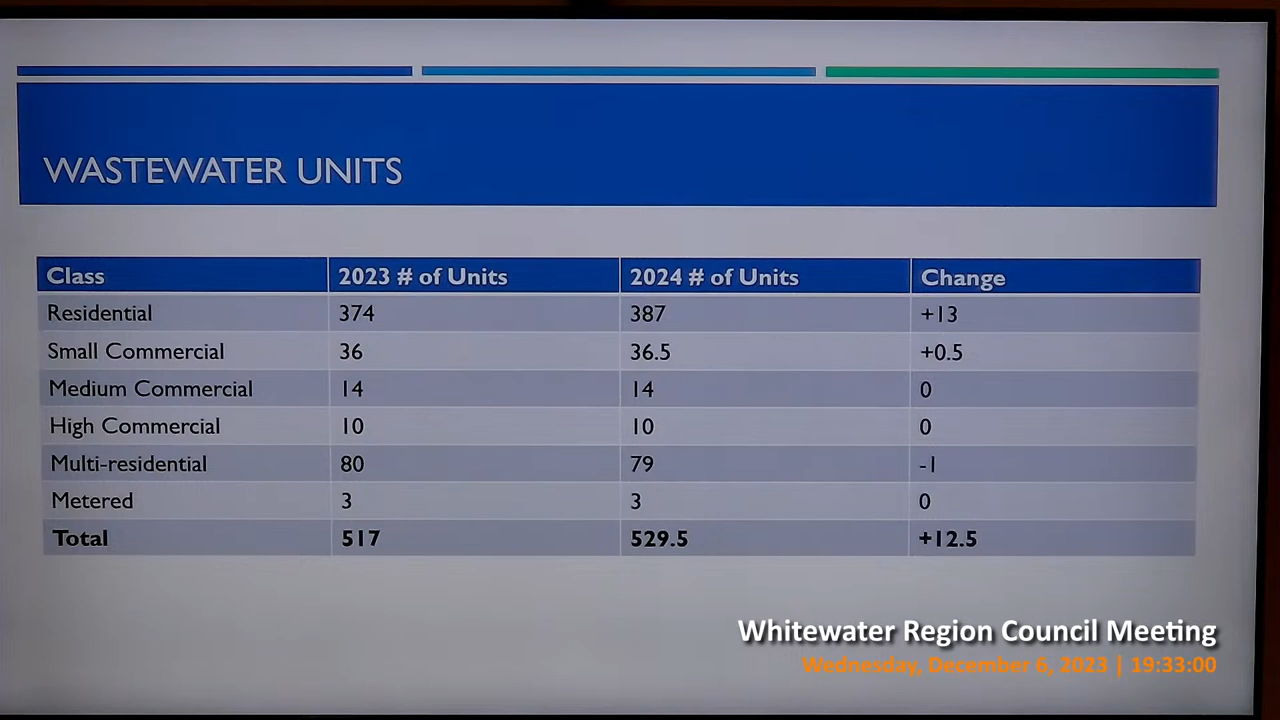 WASTEWATER UNITS
Class 2023 # of Units 2024 # of Units Change
Residential 374 387 +13
Small Commercial 36 36.5 +0.5
Medium Commercial 14 14 0
High Commercial 10 10 0
Multi-residential 80 79 -1
Metered 3 3 0
Total 517 529.5 +12.5
Whitewater Region Council Meeting
Wednesday, December 6, 2023 | 19:33:00